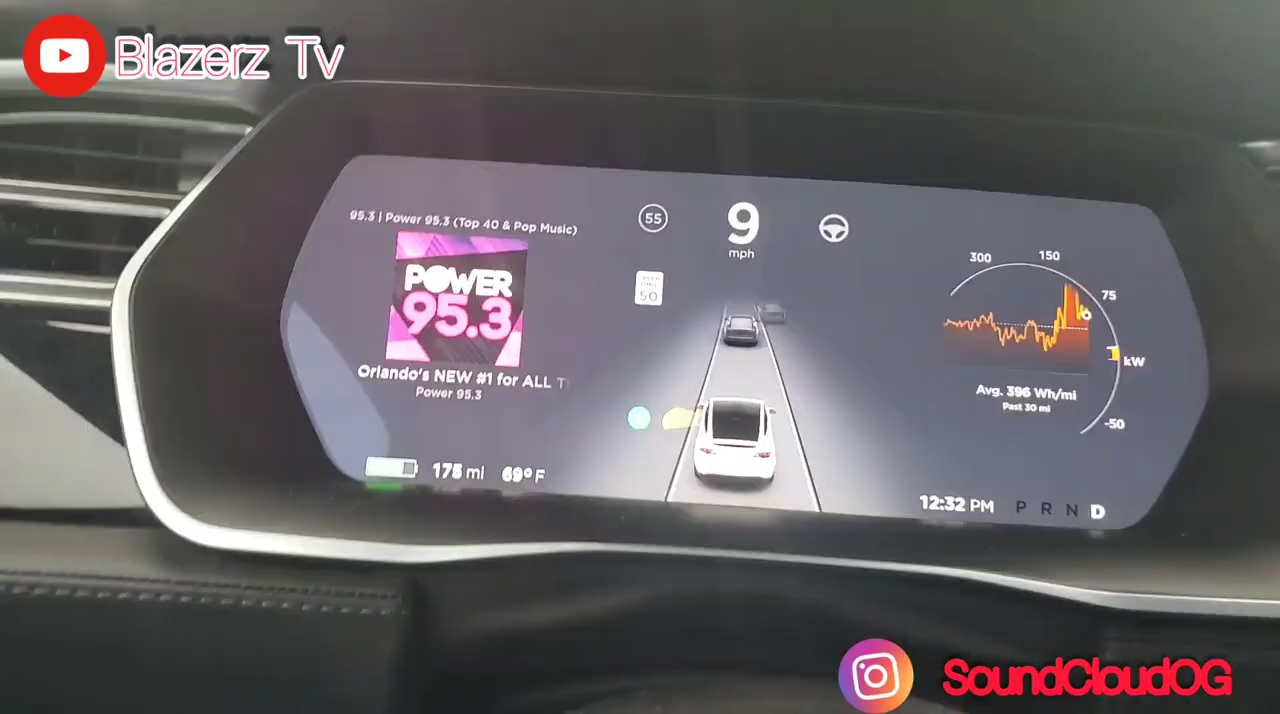 Blazerz Tv
95.3 | Power 95.3 (Top 40 & Pop Music)
POWER
95.3
Orlando's NEW #1 for ALL T
Power 95.3
175 mi 69° F
55
9
mph
50
300
150
75
kW
-50
Avg. 396 Wh/mi
Past 30 mi
12:32 PM P R N D
SoundCloudOG